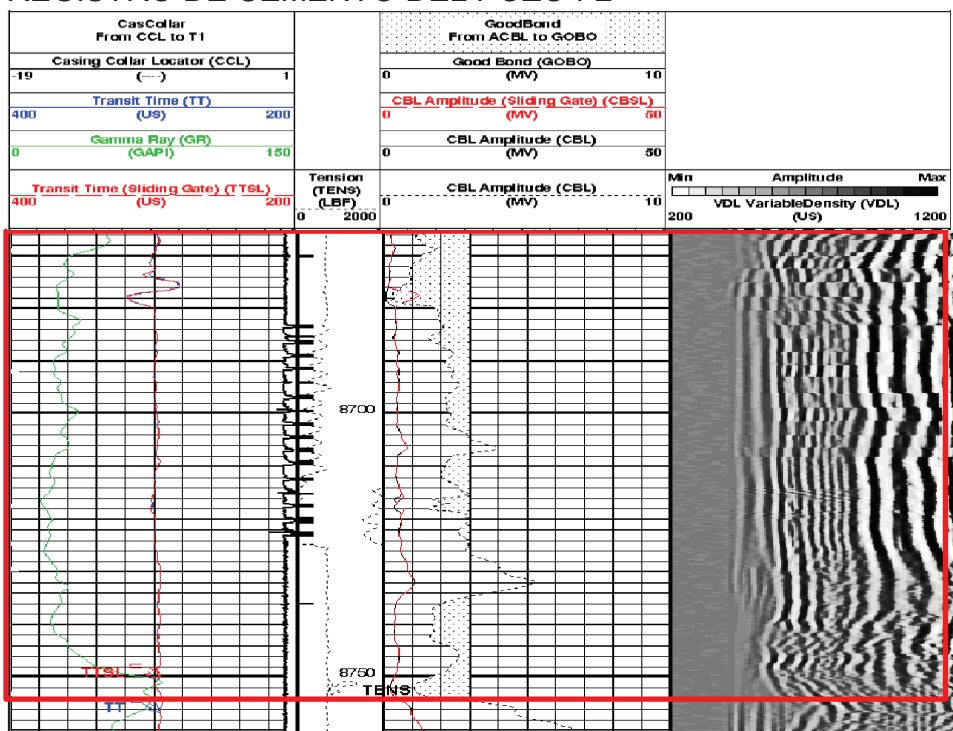 CasCollar
From CCL to T1
Casing Collar Locator (CCL)
-19 (----) 1
Transit Time (TT)
400 (US) 200
Gamma Ray (GR)
0 (GAPI) 150
Transit Time (Sliding Gate) (TTSL)
400 (US) 200
Tension
(TENS)
(LBF)
0 2000
GoodBond
From ACBL to GOBO
Good Bond (GOBO)
0 (MV) 10
CBL Amplitude (Sliding Gate) (CBSL)
0 (MV) 50
CBL Amplitude (CBL)
0 (MV) 50
CBL Amplitude (CBL)
0 (MV) 10
Min Amplitude Max
VDL VariableDensity (VDL)
200 (US) 1200
8700
8750
TTSL
TENS
TT